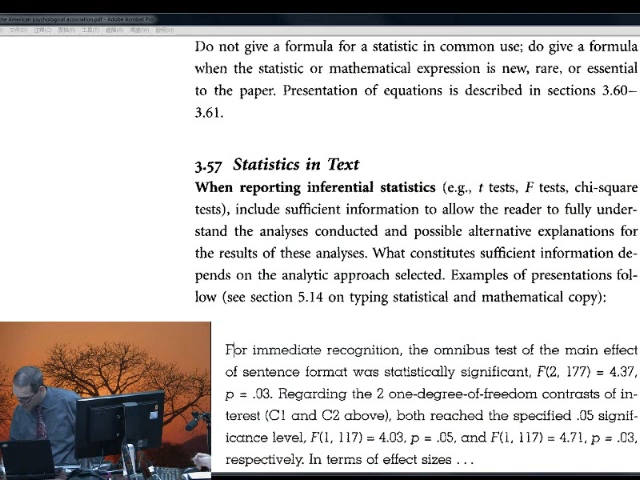 the American psychological association.pdf - Adobe Acrobat Pro
Do not give a formula for a statistic in common use; do give a formula
when the statistic or mathematical expression is new, rare, or essential
to the paper. Presentation of equations is described in sections 3.60–
3.61.
3.57 Statistics in Text
When reporting inferential statistics (e.g., t tests, F tests, chi-square
tests), include sufficient information to allow the reader to fully under-
stand the analyses conducted and possible alternative explanations for
the results of these analyses. What constitutes sufficient information de-
pends on the analytic approach selected. Examples of presentations fol-
low (see section 5.14 on typing statistical and mathematical copy):
For immediate recognition, the omnibus test of the main effect
of sentence format was statistically significant, F(2, 177) = 4.37,
p = .03. Regarding the 2 one-degree-of-freedom contrasts of in-
terest (C1 and C2 above), both reached the specified .05 signif-
icance level, F(1, 117) = 4.03, p = .05, and F(1, 117) = 4.71, p = .03,
respectively. In terms of effect sizes . . .